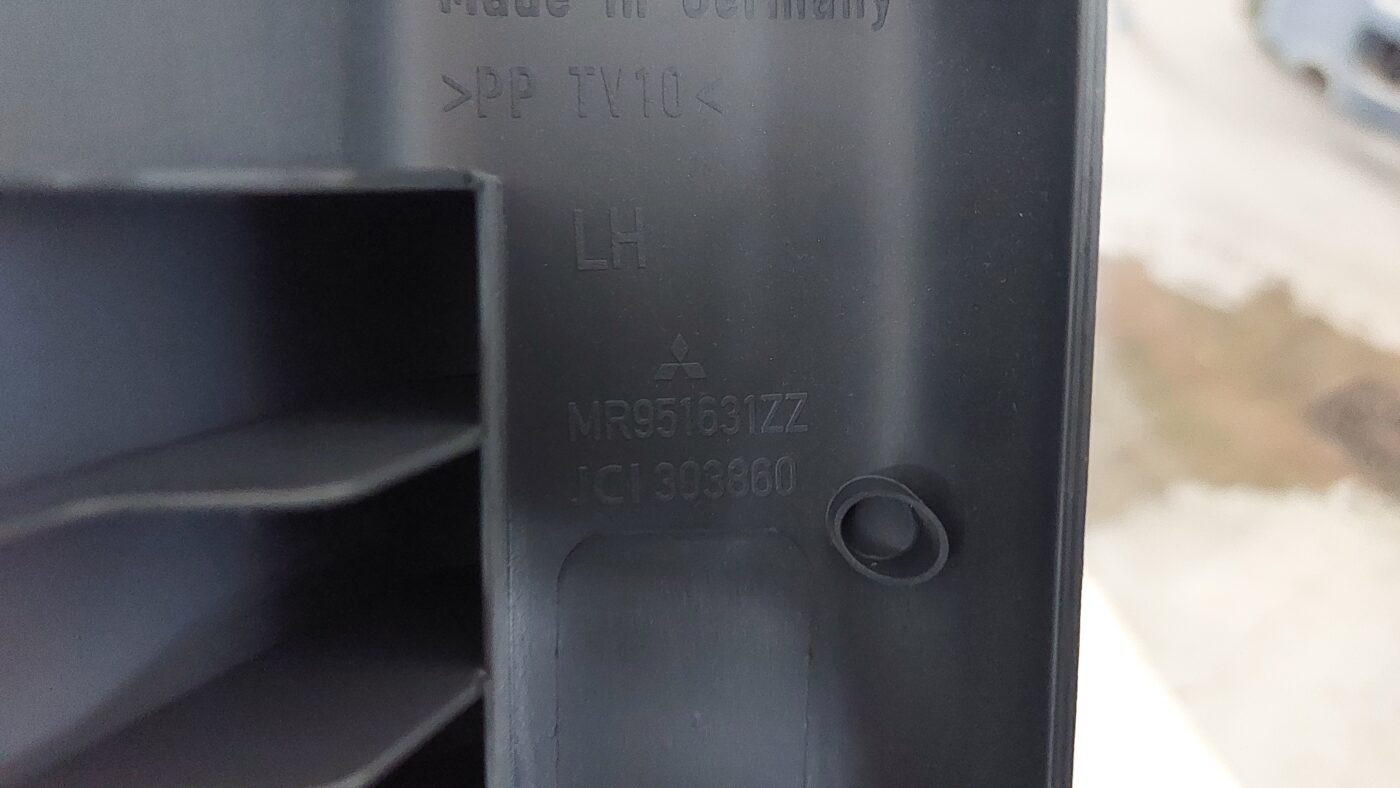 Made in Germany
>PP TV10<
LH
MR951631ZZ
JCI 303860